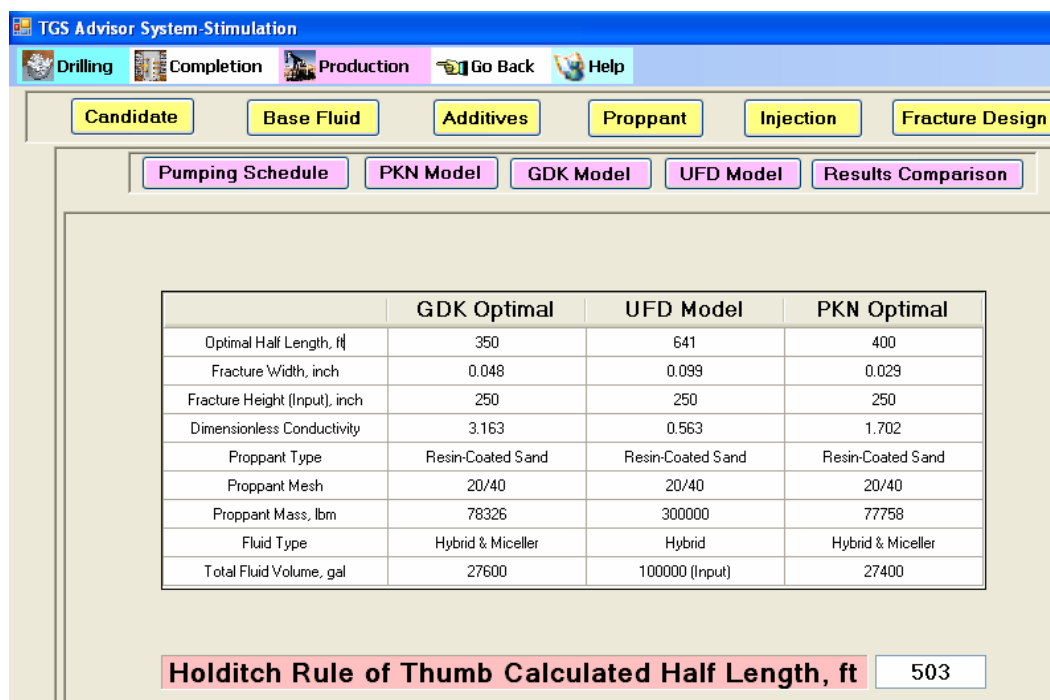 TGS Advisor System-Stimulation
Drilling Completion Production Go Back Help
Candidate Base Fluid Additives Proppant Injection Fracture Design
Pumping Schedule PKN Model GDK Model UFD Model Results Comparison
GDK Optimal UFD Model PKN Optimal
Optimal Half Length, ft 350 641 400
Fracture Width, inch 0.048 0.099 0.029
Fracture Height (Input), inch 250 250 250
Dimensionless Conductivity 3.163 0.563 1.702
Proppant Type Resin-Coated Sand Resin-Coated Sand Resin-Coated Sand
Proppant Mesh 20/40 20/40 20/40
Proppant Mass, lbm 78326 300000 77758
Fluid Type Hybrid & Miceller Hybrid Hybrid & Miceller
Total Fluid Volume, gal 27600 100000 (Input) 27400
Holditch Rule of Thumb Calculated Half Length, ft 503